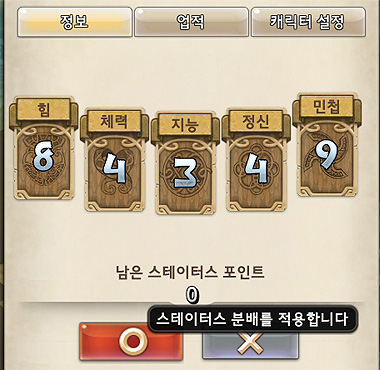 정보 업적 캐릭터 설정
힘 체력 지능 정신 민첩
8 4 3 4 9
남은 스테이터스 포인트
0
스테이터스 분배를 적용합니다